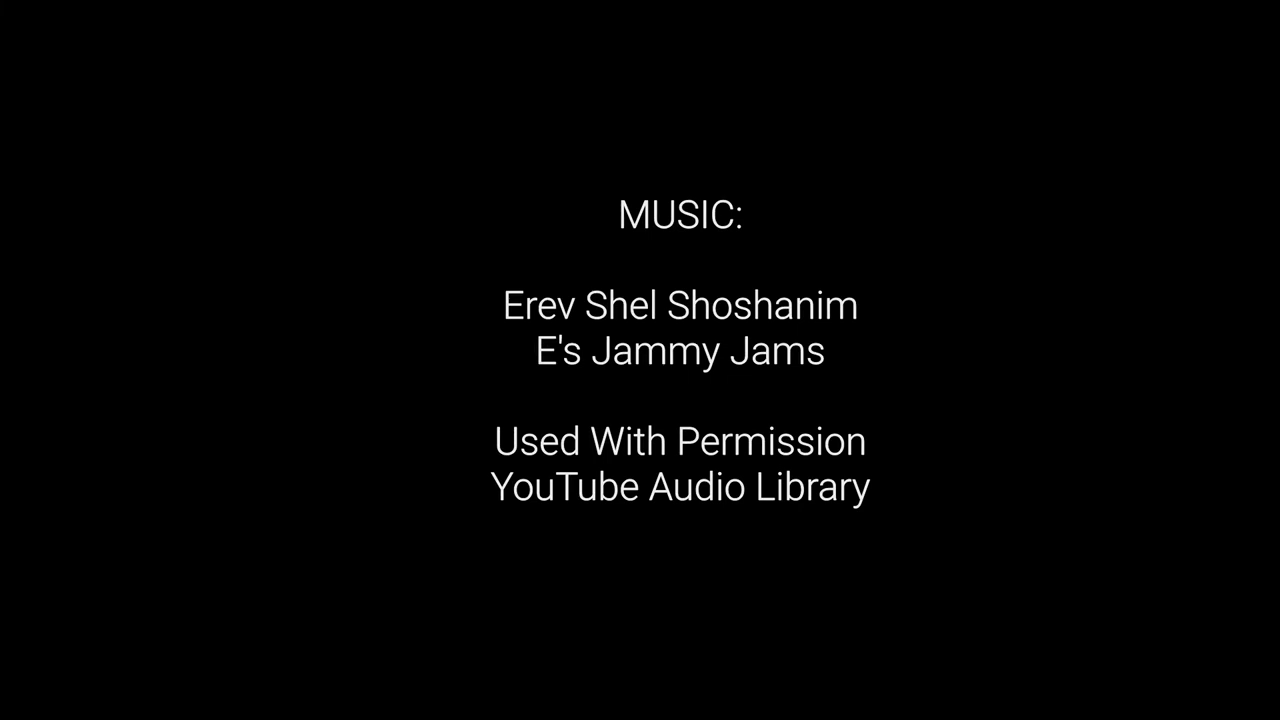 MUSIC:
Erev Shel Shoshanim
E's Jammy Jams
Used With Permission
YouTube Audio Library